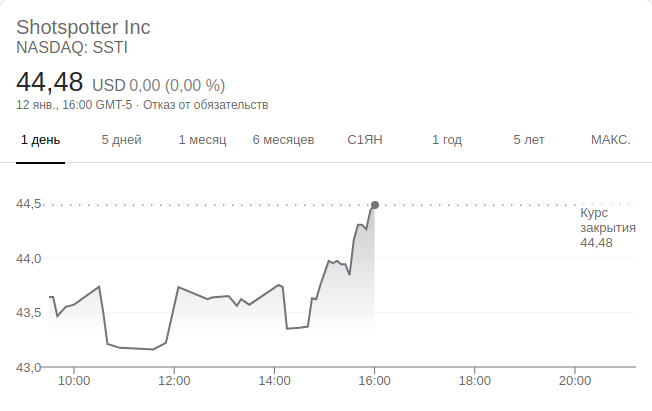 Shotspotter Inc
NASDAQ: SSTI
44,48 USD 0,00 (0,00 %)
12 янв., 16:00 GMT-5 · Отказ от обязательств
1 день 5 дней 1 месяц 6 месяцев С1ЯН 1 год 5 лет МАКС.
44,5
Курс
закрытия
44,48
44,0
43,5
43,0
10:00 12:00 14:00 16:00 18:00 20:00